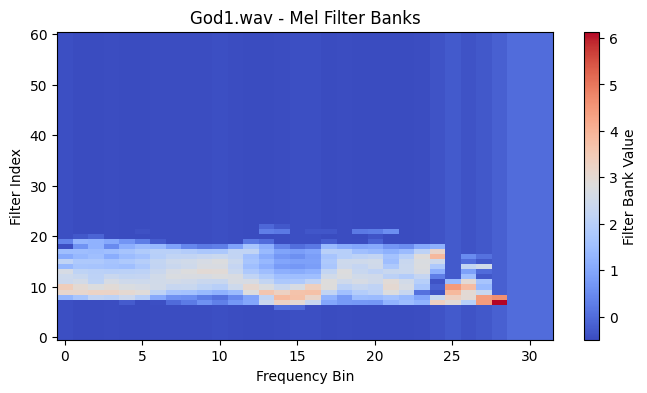 God1.wav - Mel Filter Banks
60
50
40
30
20
10
0
Filter Index
0 5 10 15 20 25 30
Frequency Bin
6
5
4
3
2
1
0
Filter Bank Value